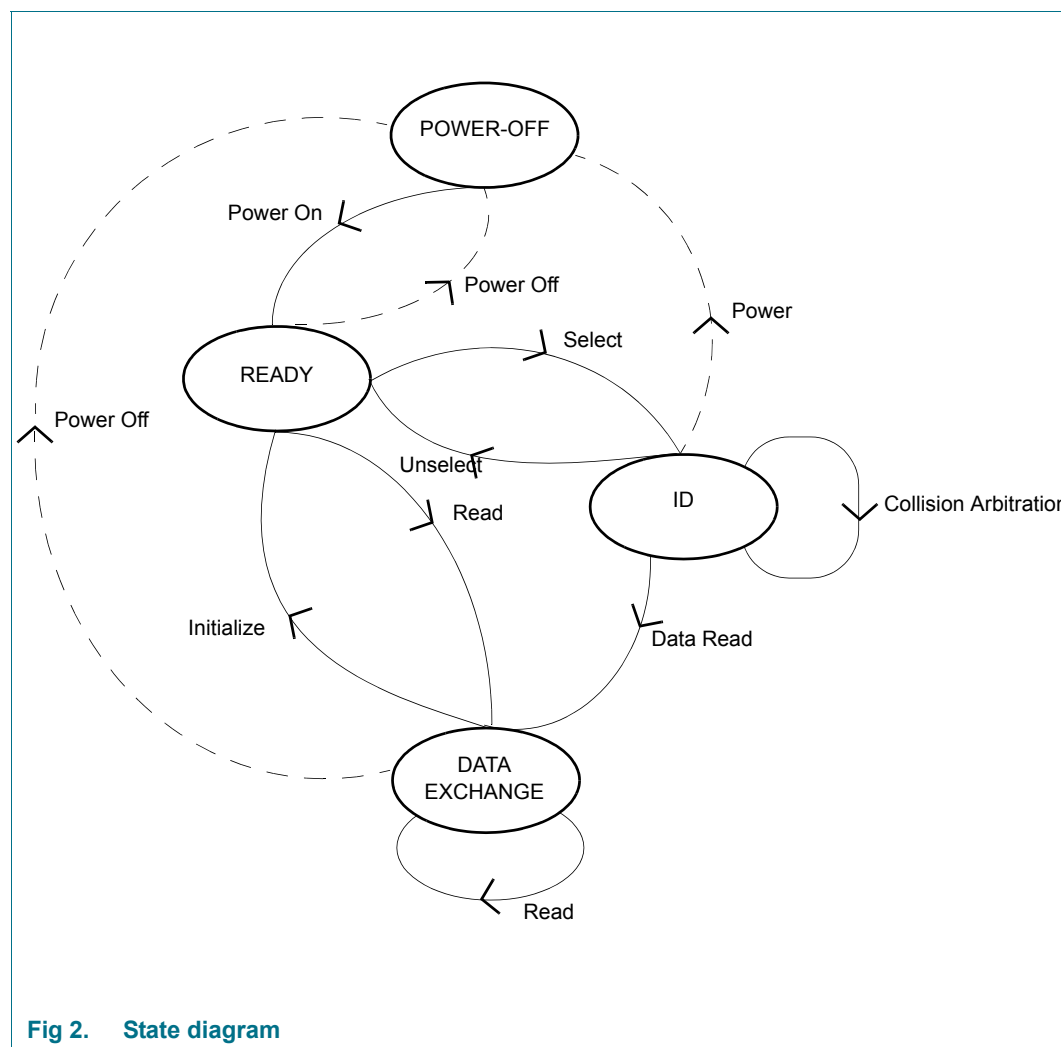 POWER-OFF
Power On
Power Off
Power
Select
READY
Power Off
Unselect
ID
Collision Arbitration
Read
Initialize
Data Read
DATA
EXCHANGE
Read
Fig 2. State diagram